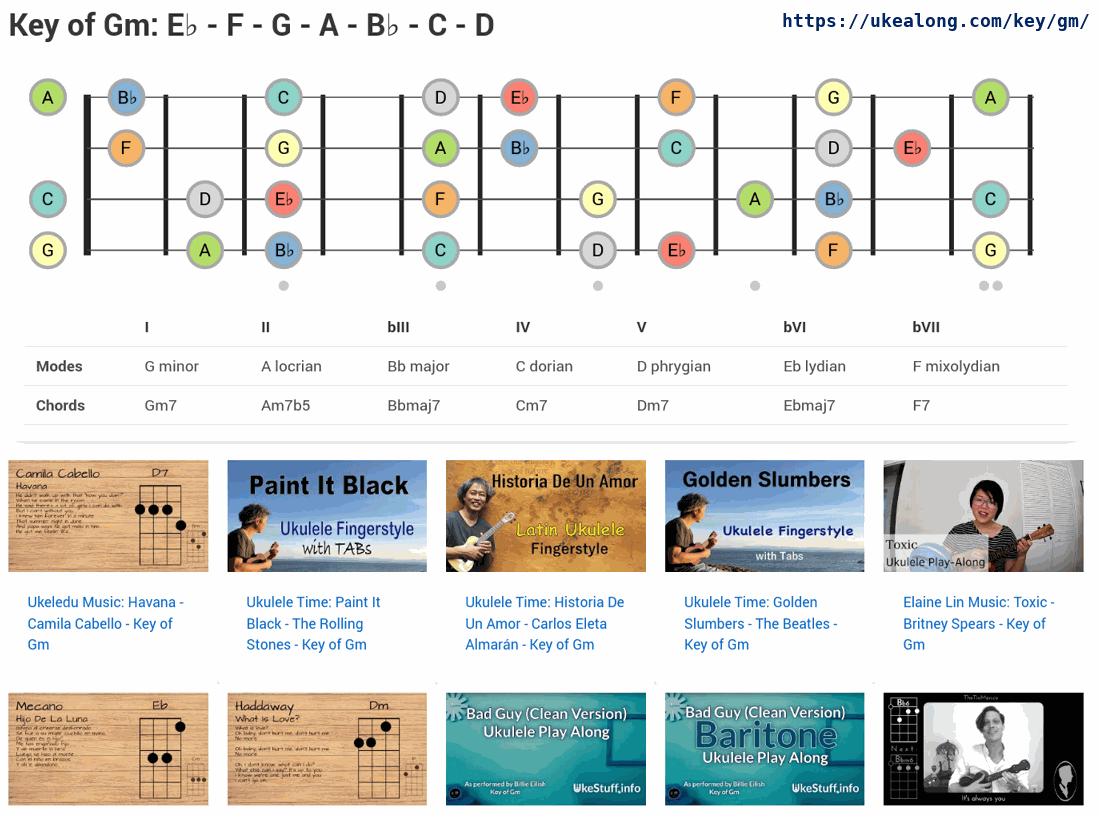 Key of Gm: E♭ - F - G - A - B♭ - C - D
https://ukealong.com/key/gm/
A B♭ C D E♭ F G A
F G A B♭ C D E♭
C D E♭ F G A B♭ C
G A B♭ C D E♭ F G
I II bIII IV V bVI bVII
Modes G minor A locrian Bb major C dorian D phrygian Eb lydian F mixolydian
Chords Gm7 Am7b5 Bbmaj7 Cm7 Dm7 Ebmaj7 F7
Camila Cabello D7
Havana
Paint It Black
Ukulele Fingerstyle
with TABs
Historia De Un Amor
Latin Ukulele
Fingerstyle
Golden Slumbers
Ukulele Fingerstyle
with Tabs
Toxic
Ukulele Play-Along
Ukeledu Music: Havana -
Camila Cabello - Key of
Gm
Ukulele Time: Paint It
Black - The Rolling
Stones - Key of Gm
Ukulele Time: Historia De
Un Amor - Carlos Eleta
Almarán - Key of Gm
Ukulele Time: Golden
Slumbers - The Beatles -
Key of Gm
Elaine Lin Music: Toxic -
Britney Spears - Key of
Gm
Mecano Eb
Hijo De La Luna
Haddaway Dm
What Is Love?
Bad Guy (Clean Version)
Ukulele Play Along
As performed by Billie Eilish
Key of Gm
UkeStuff.info
Bad Guy (Clean Version)
Baritone
Ukulele Play Along
As performed by Billie Eilish
Key of Gm
UkeStuff.info
Bb6
Next
It's always you